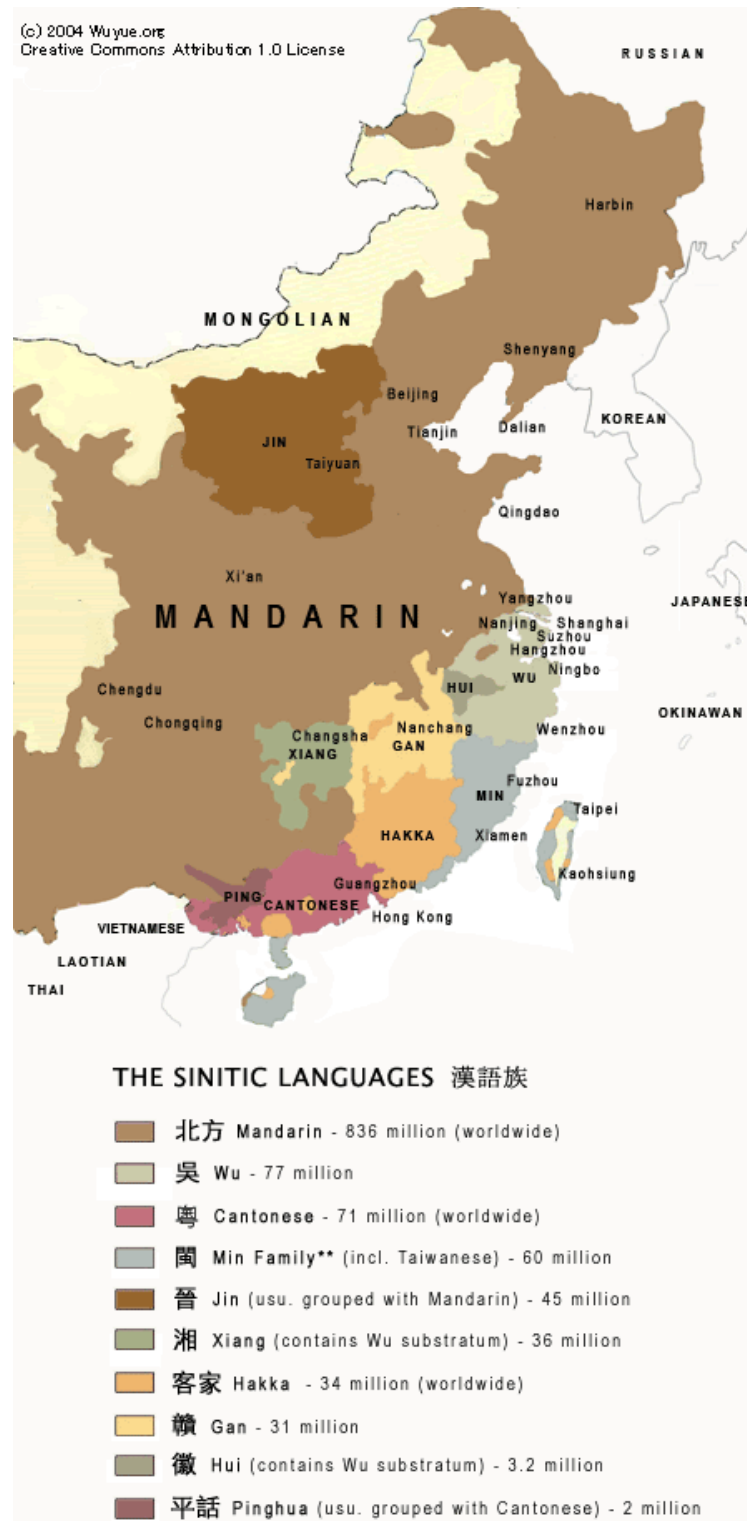 (c) 2004 Wuyue.org
Creative Commons Attribution 1.0 License
RUSSIAN
Harbin
MONGOLIAN
Shenyang
Beijing
KOREAN
Tianjin
Dalian
JIN
Taiyuan
Qingdao
Xi'an
Yangzhou
JAPANESE
MANDARIN
Nanjing
Shanghai
Suzhou
Hangzhou
Ningbo
WU
HUI
Chengdu
OKINAWAN
Chongqing
Nanchang
Wenzhou
Changsha
GAN
XIANG
Fuzhou
MIN
Taipei
HAKKA
Xiamen
Kaohsiung
Guangzhou
PING
CANTONESE
Hong Kong
VIETNAMESE
LAOTIAN
THAI
THE SINITIC LANGUAGES 漢語族
北方 Mandarin - 836 million (worldwide)
吳 Wu - 77 million
粵 Cantonese - 71 million (worldwide)
閩 Min Family** (incl. Taiwanese) - 60 million
晉 Jin (usu. grouped with Mandarin) - 45 million
湘 Xiang (contains Wu substratum) - 36 million
客家 Hakka - 34 million (worldwide)
贛 Gan - 31 million
徽 Hui (contains Wu substratum) - 3.2 million
平話 Pinghua (usu. grouped with Cantonese) - 2 million